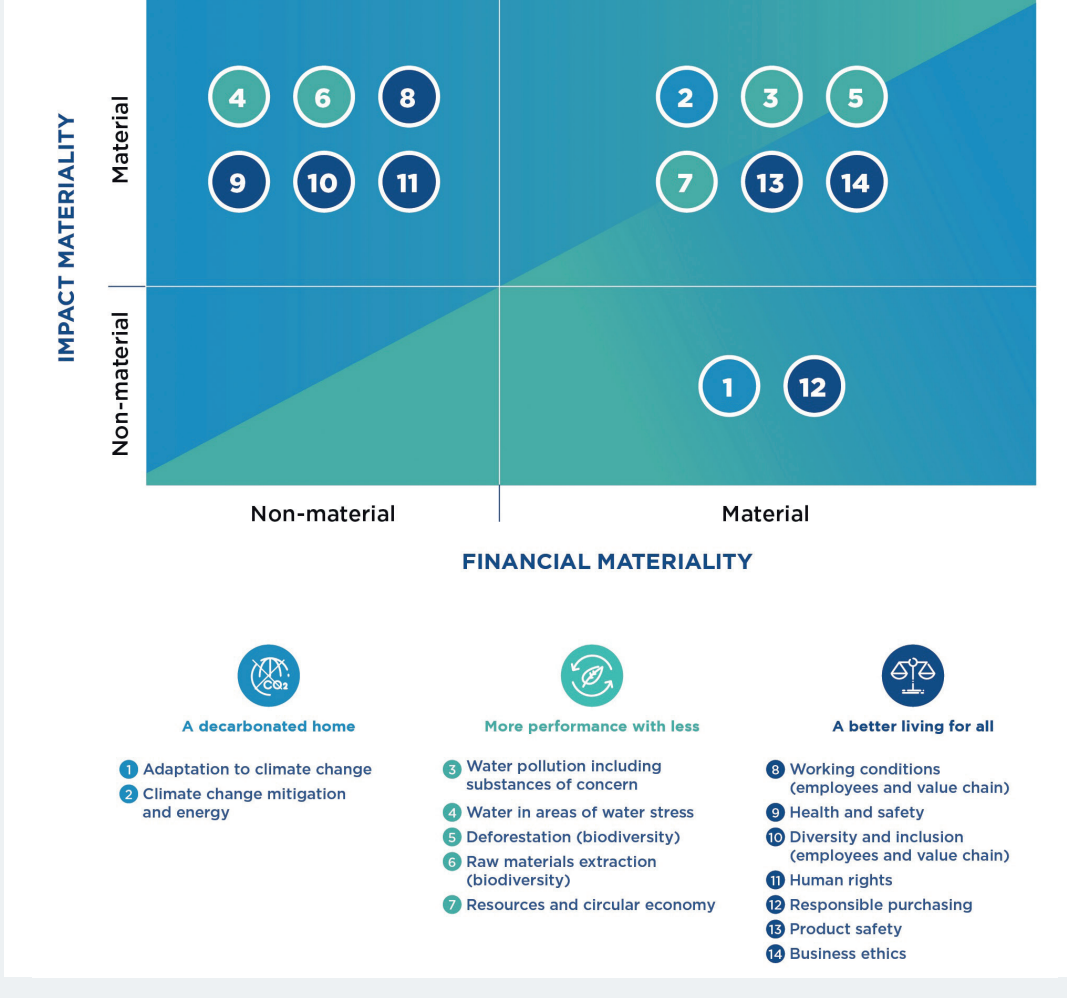 IMPACT MATERIALITY
Material
4 6 8
2 3 5
9 10 11
7 13 14
Non-material
1 12
Non-material
Material
FINANCIAL MATERIALITY
CO2
A decarbonated home
1 Adaptation to climate change
2 Climate change mitigation
and energy
More performance with less
3 Water pollution including
substances of concern
4 Water in areas of water stress
5 Deforestation (biodiversity)
6 Raw materials extraction
(biodiversity)
7 Resources and circular economy
A better living for all
8 Working conditions
(employees and value chain)
9 Health and safety
10 Diversity and inclusion
(employees and value chain)
11 Human rights
12 Responsible purchasing
13 Product safety
14 Business ethics